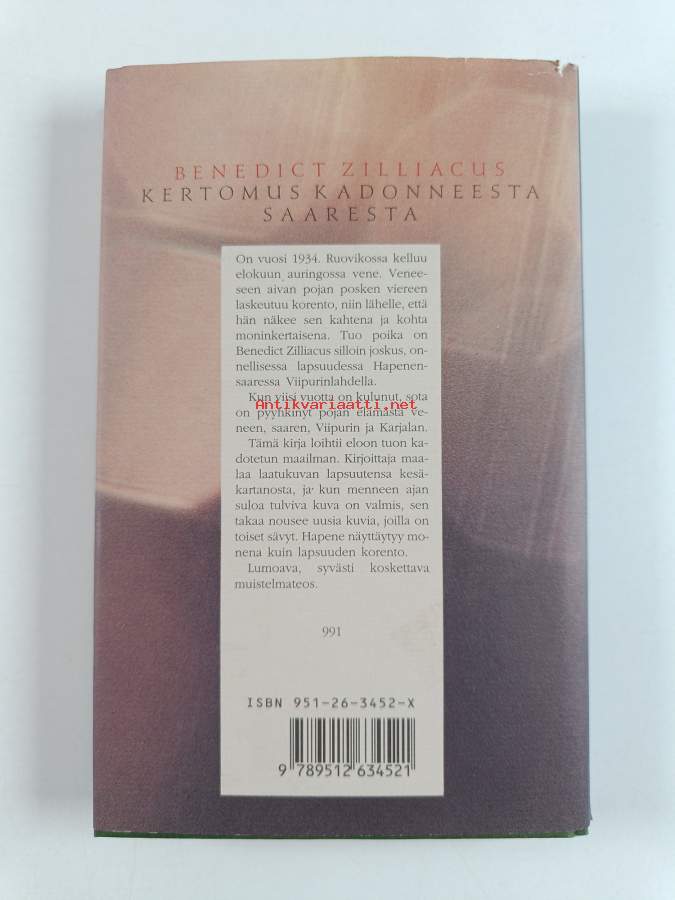 BENEDICT ZILLIACUS
KERTOMUS KADONNEESTA
SAARESTA
On vuosi 1934. Ruovikossa kelluu
elokuun auringossa vene. Venee-
seen aivan pojan posken viereen
laskeutuu korento, niin lähelle, että
hän näkee sen kahtena ja kohta
moninkertaisena. Tuo poika on
Benedict Zilliacus silloin joskus, on-
nellisessa lapsuudessa Hapenen-
saaressa Viipurinlahdella.
Kun viisi vuotta on kulunut, sota
on pyyhkinyt pojan elämästä ve-
neen, saaren, Viipurin ja Karjalan.
Antikvariaatti.net
Tämä kirja loihtii eloon tuon ka-
dotetun maailman. Kirjoittaja maa-
laa laatukuvan lapsuutensa kesä-
kartanosta, ja kun menneen ajan
suloa tulviva kuva on valmis, sen
takaa nousee uusia kuvia, joilla on
toiset sävyt. Hapene näyttäytyy mo-
nena kuin lapsuuden korento.
Lumoava, syvästi koskettava
muistelmateos.
991
ISBN 951-26-3452-X
9 789512 634521